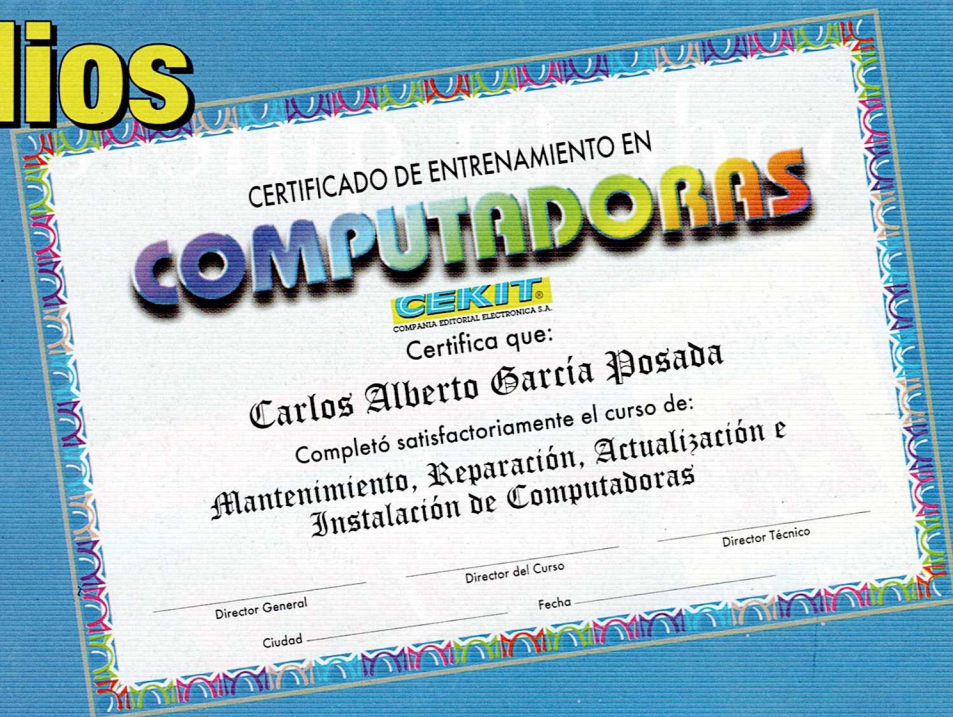 lios
CERTIFICADO DE ENTRENAMIENTO EN
COMPUTADORAS
CEKIT®
COMPANIA EDITORIAL ELECTRONICA S.A.
Certifica que:
Carlos Alberto García Posada
Completó satisfactoriamente el curso de:
Mantenimiento, Reparación, Actualización e
Instalación de Computadoras
Director General
Director del Curso
Director Técnico
Ciudad
Fecha